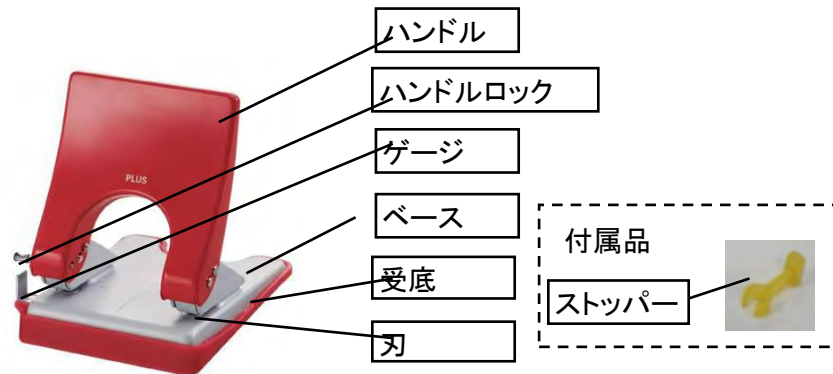 ハンドル
ハンドルロック
ゲージ
PLUS
ベース
付属品
受底
ストッパー
刃